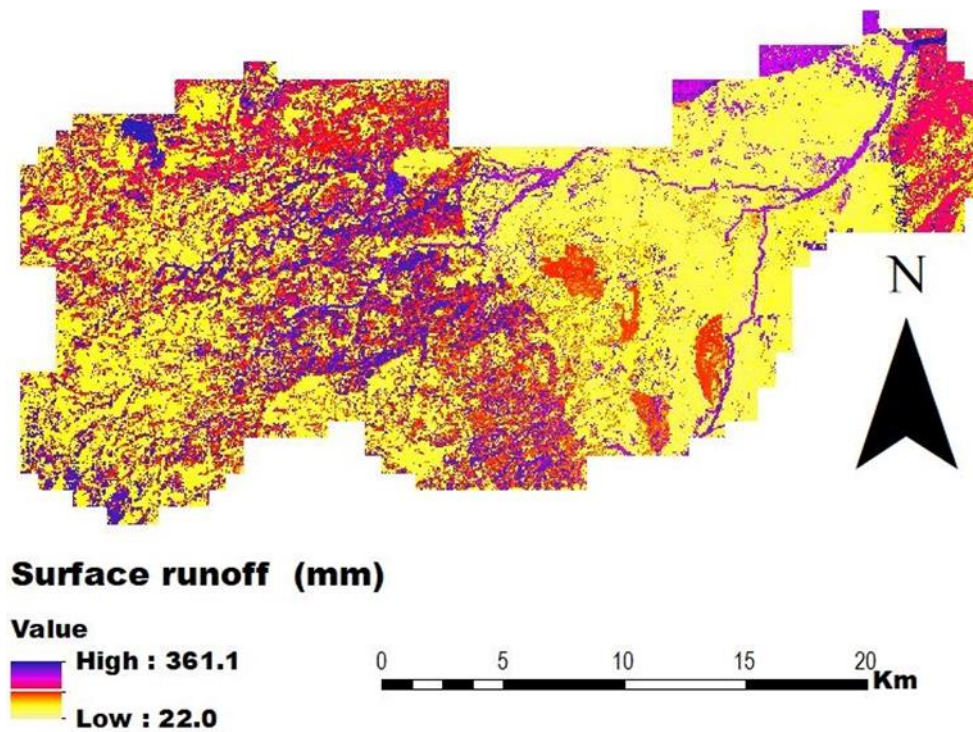 N
Surface runoff (mm)
Value
High : 361.1
Low : 22.0
0 5 10 15 20
Km